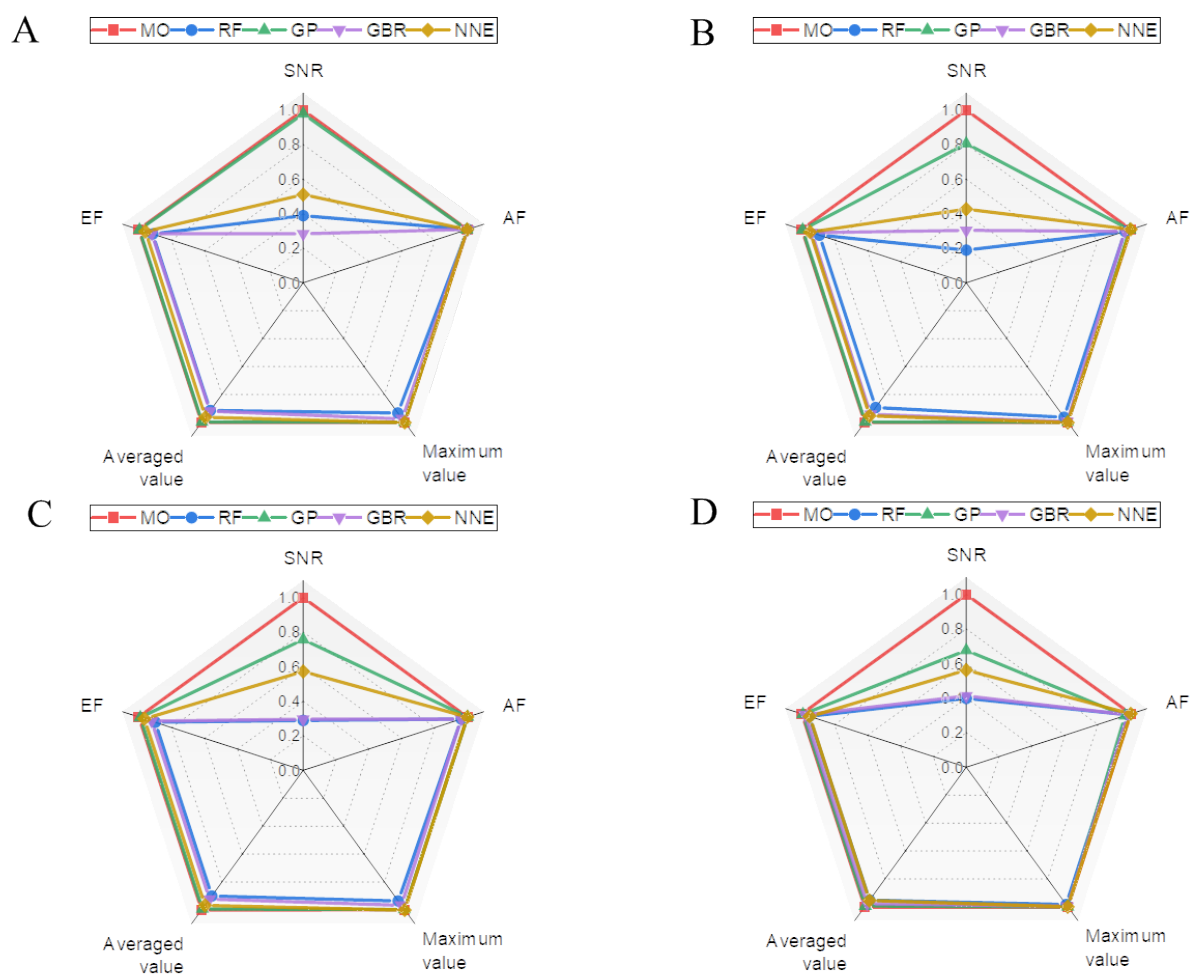 A
MO RF GP GBR NNE
SNR
1.0
0.8
0.6
0.4
0.2
0.0
EF
AF
Averaged
value
Maximum
value
B
MO RF GP GBR NNE
SNR
1.0
0.8
0.6
0.4
0.2
0.0
EF
AF
Averaged
value
Maximum
value
C
MO RF GP GBR NNE
SNR
1.0
0.8
0.6
0.4
0.2
0.0
EF
AF
Averaged
value
Maximum
value
D
MO RF GP GBR NNE
SNR
1.0
0.8
0.6
0.4
0.2
0.0
EF
AF
Averaged
value
Maximum
value